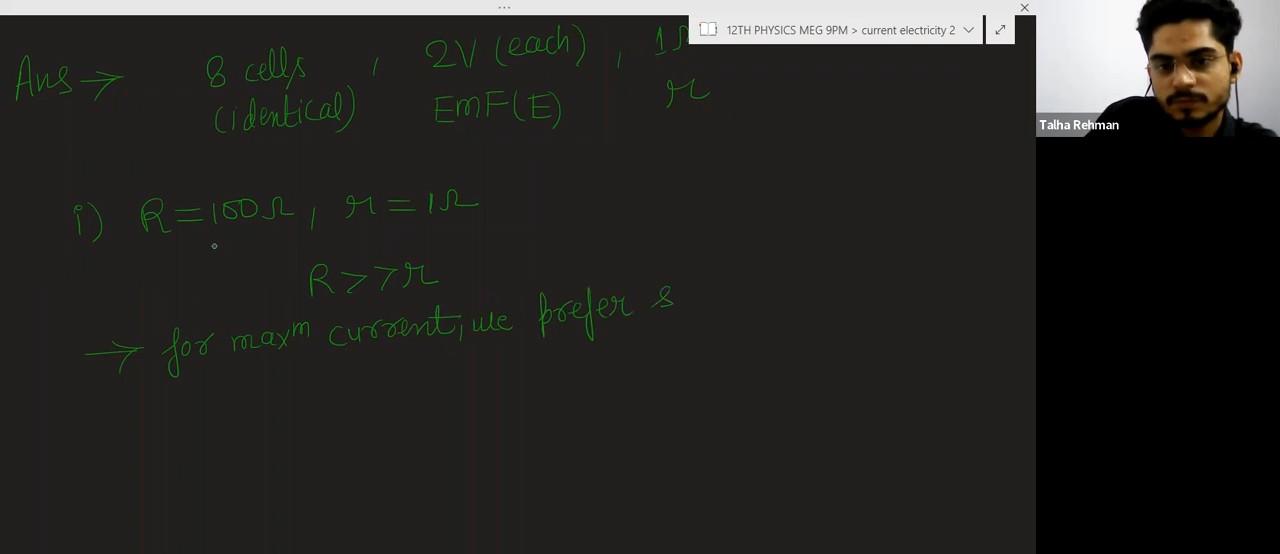 12TH PHYSICS MEG 9PM > current electricity 2
Ans → 8 cells , 2V (each) , 1Ω
(identical) EmF(E) r
Talha Rehman
i) R = 100Ω, r = 1Ω
R >> r
→ for maxᵐ current, we prefer s